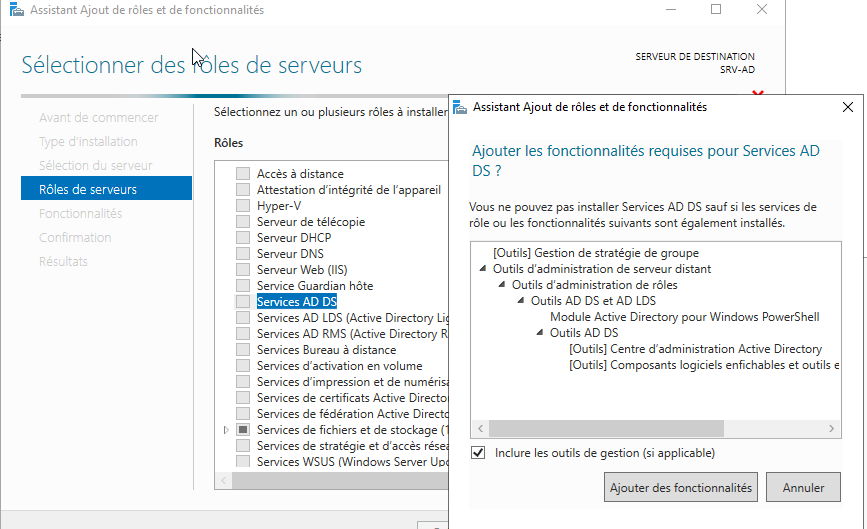 Assistant Ajout de rôles et de fonctionnalités
Sélectionner des rôles de serveurs
SERVEUR DE DESTINATION
SRV-AD
Avant de commencer
Type d'installation
Sélection du serveur
Rôles de serveurs
Fonctionnalités
Confirmation
Résultats
Sélectionnez un ou plusieurs rôles à installer
Rôles
Accès à distance
Attestation d'intégrité de l'appareil
Hyper-V
Serveur de télécopie
Serveur DHCP
Serveur DNS
Serveur Web (IIS)
Service Guardian hôte
Services AD DS
Services AD LDS (Active Directory Lig
Services AD RMS (Active Directory R
Services Bureau à distance
Services d'activation en volume
Services d'impression et de numérisa
Services de certificats Active Directo
Services de fédération Active Directo
Services de fichiers et de stockage (1
Services de stratégie et d'accès résea
Services WSUS (Windows Server Upd
Assistant Ajout de rôles et de fonctionnalités
Ajouter les fonctionnalités requises pour Services AD
DS ?
Vous ne pouvez pas installer Services AD DS sauf si les services de
rôle ou les fonctionnalités suivants sont également installés.
[Outils] Gestion de stratégie de groupe
Outils d'administration de serveur distant
Outils d'administration de rôles
Outils AD DS et AD LDS
Module Active Directory pour Windows PowerShell
Outils AD DS
[Outils] Centre d'administration Active Directory
[Outils] Composants logiciels enfichables et outils e
Inclure les outils de gestion (si applicable)
Ajouter des fonctionnalités
Annuler